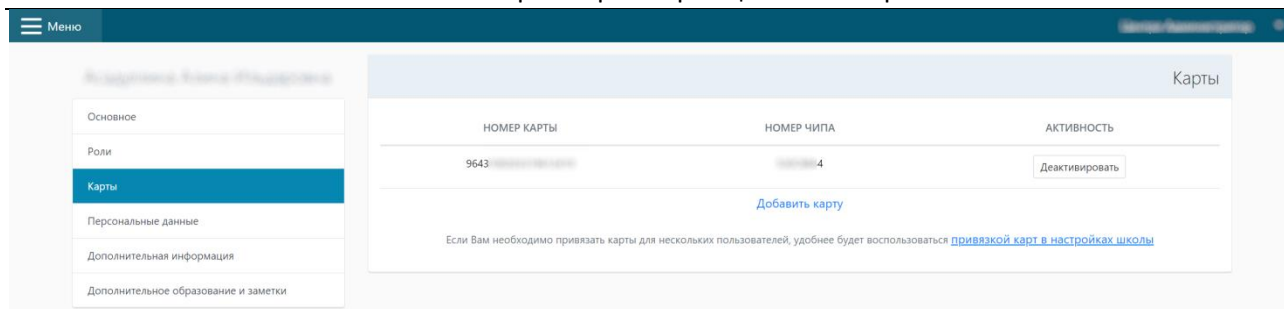 Меню
Карты
Основное
Роли
Карты
Персональные данные
Дополнительная информация
Дополнительное образование и заметки
НОМЕР КАРТЫ НОМЕР ЧИПА АКТИВНОСТЬ
9643 4 Деактивировать
Добавить карту
Если Вам необходимо привязать карты для нескольких пользователей, удобнее будет воспользоваться привязкой карт в настройках школы